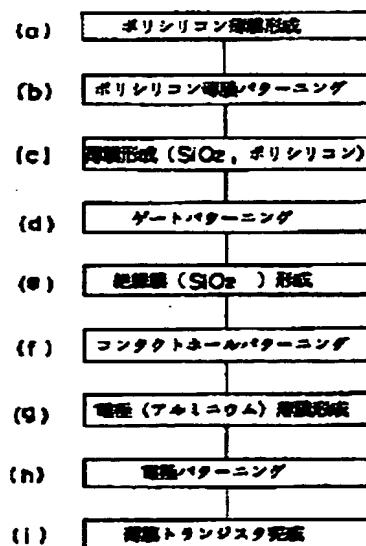 (a) ポリシリコン薄膜形成
(b) ポリシリコン薄膜パターニング
(c) 薄膜形成(SiO2,ポリシリコン)
(d) ゲートパターニング
(e) 絶縁膜(SiO2 )形成
(f) コンタクトホールパターニング
(g) 電極(アルミニウム)薄膜形成
(h) 電極パターニング
(i) 薄膜トランジスタ完成